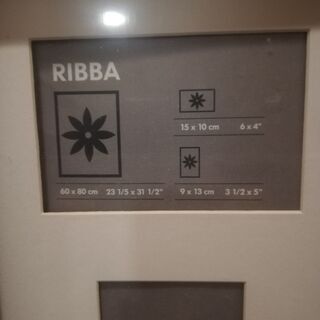 RIBBA
15 x 10 cm 6 x 4"
60 x 80 cm 23 1/5 x 31 1/2"
9 x 13 cm 3 1/2 x 5"